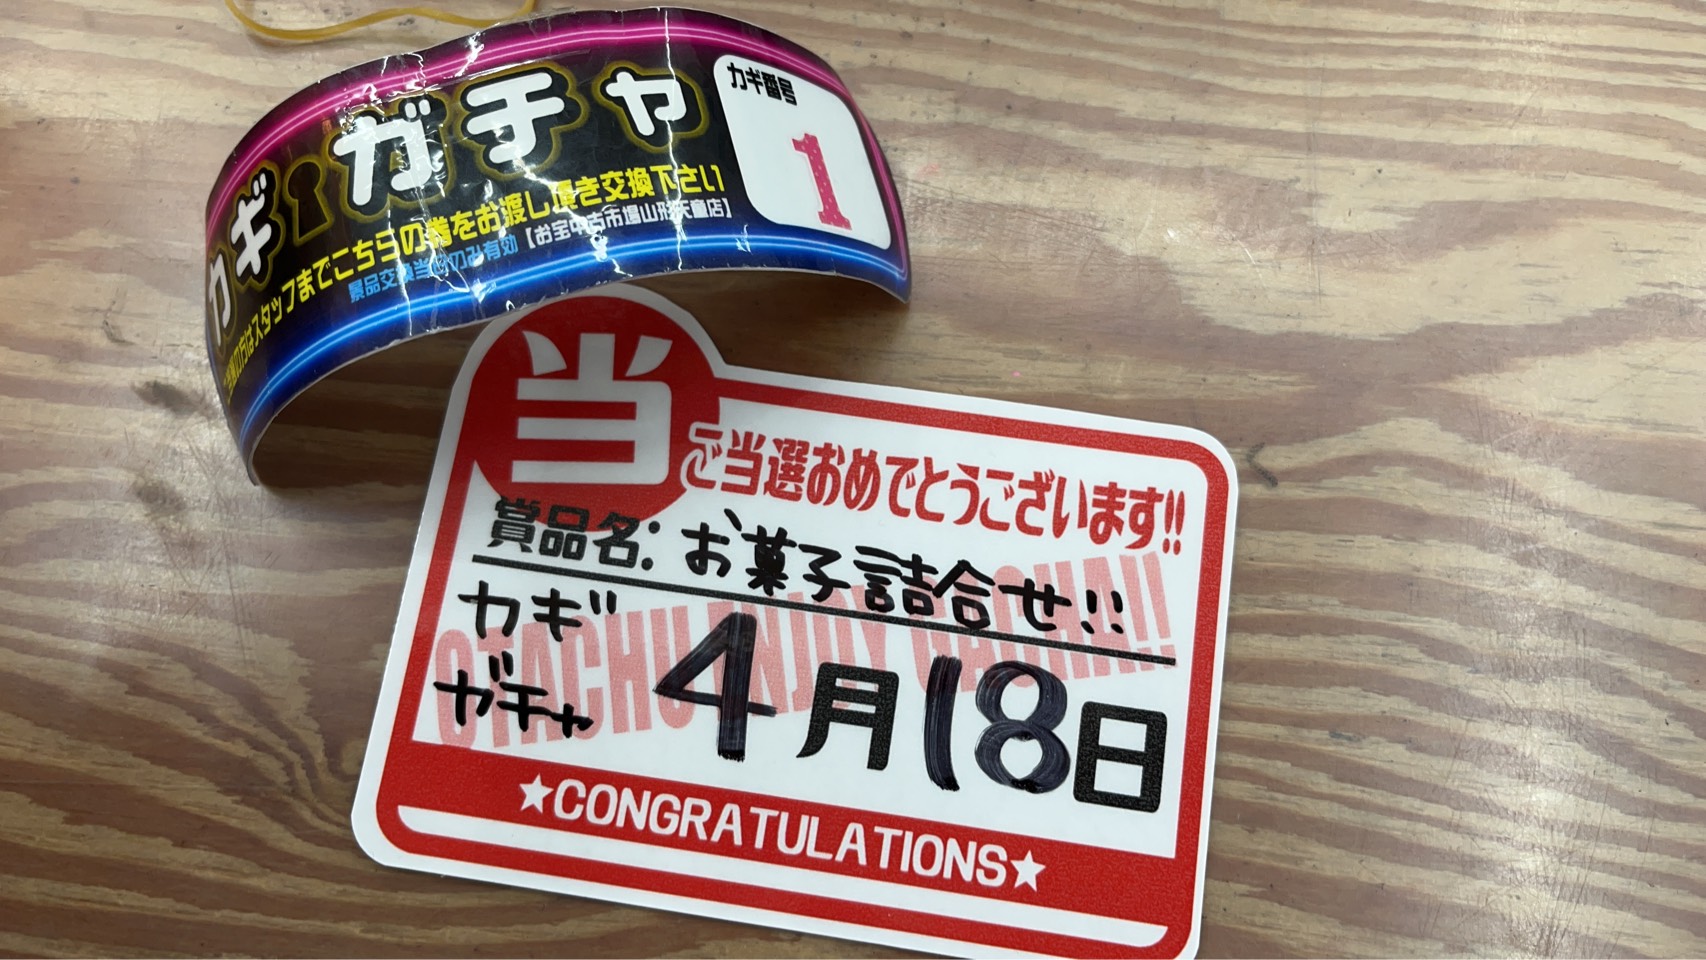 カギガチャ
カギ番号
1
当選の方はスタッフまでこちらの券をお渡し頂き交換下さい
景品交換当日のみ有効【お宝中古市場山形天童店】
当
ご当選おめでとうございます!!
賞品名:お菓子詰合せ!!
OTACHU ENJOY GACHA!!
カギ
ガチャ
4月18日
★CONGRATULATIONS★